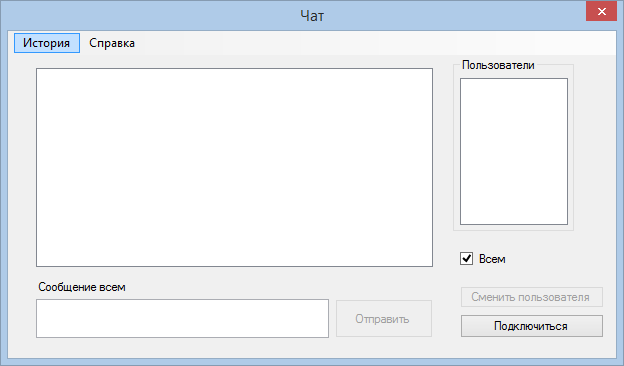 Чат
История Справка
Пользователи
Всем
Сообщение всем
Сменить пользователя
Отправить
Подключиться